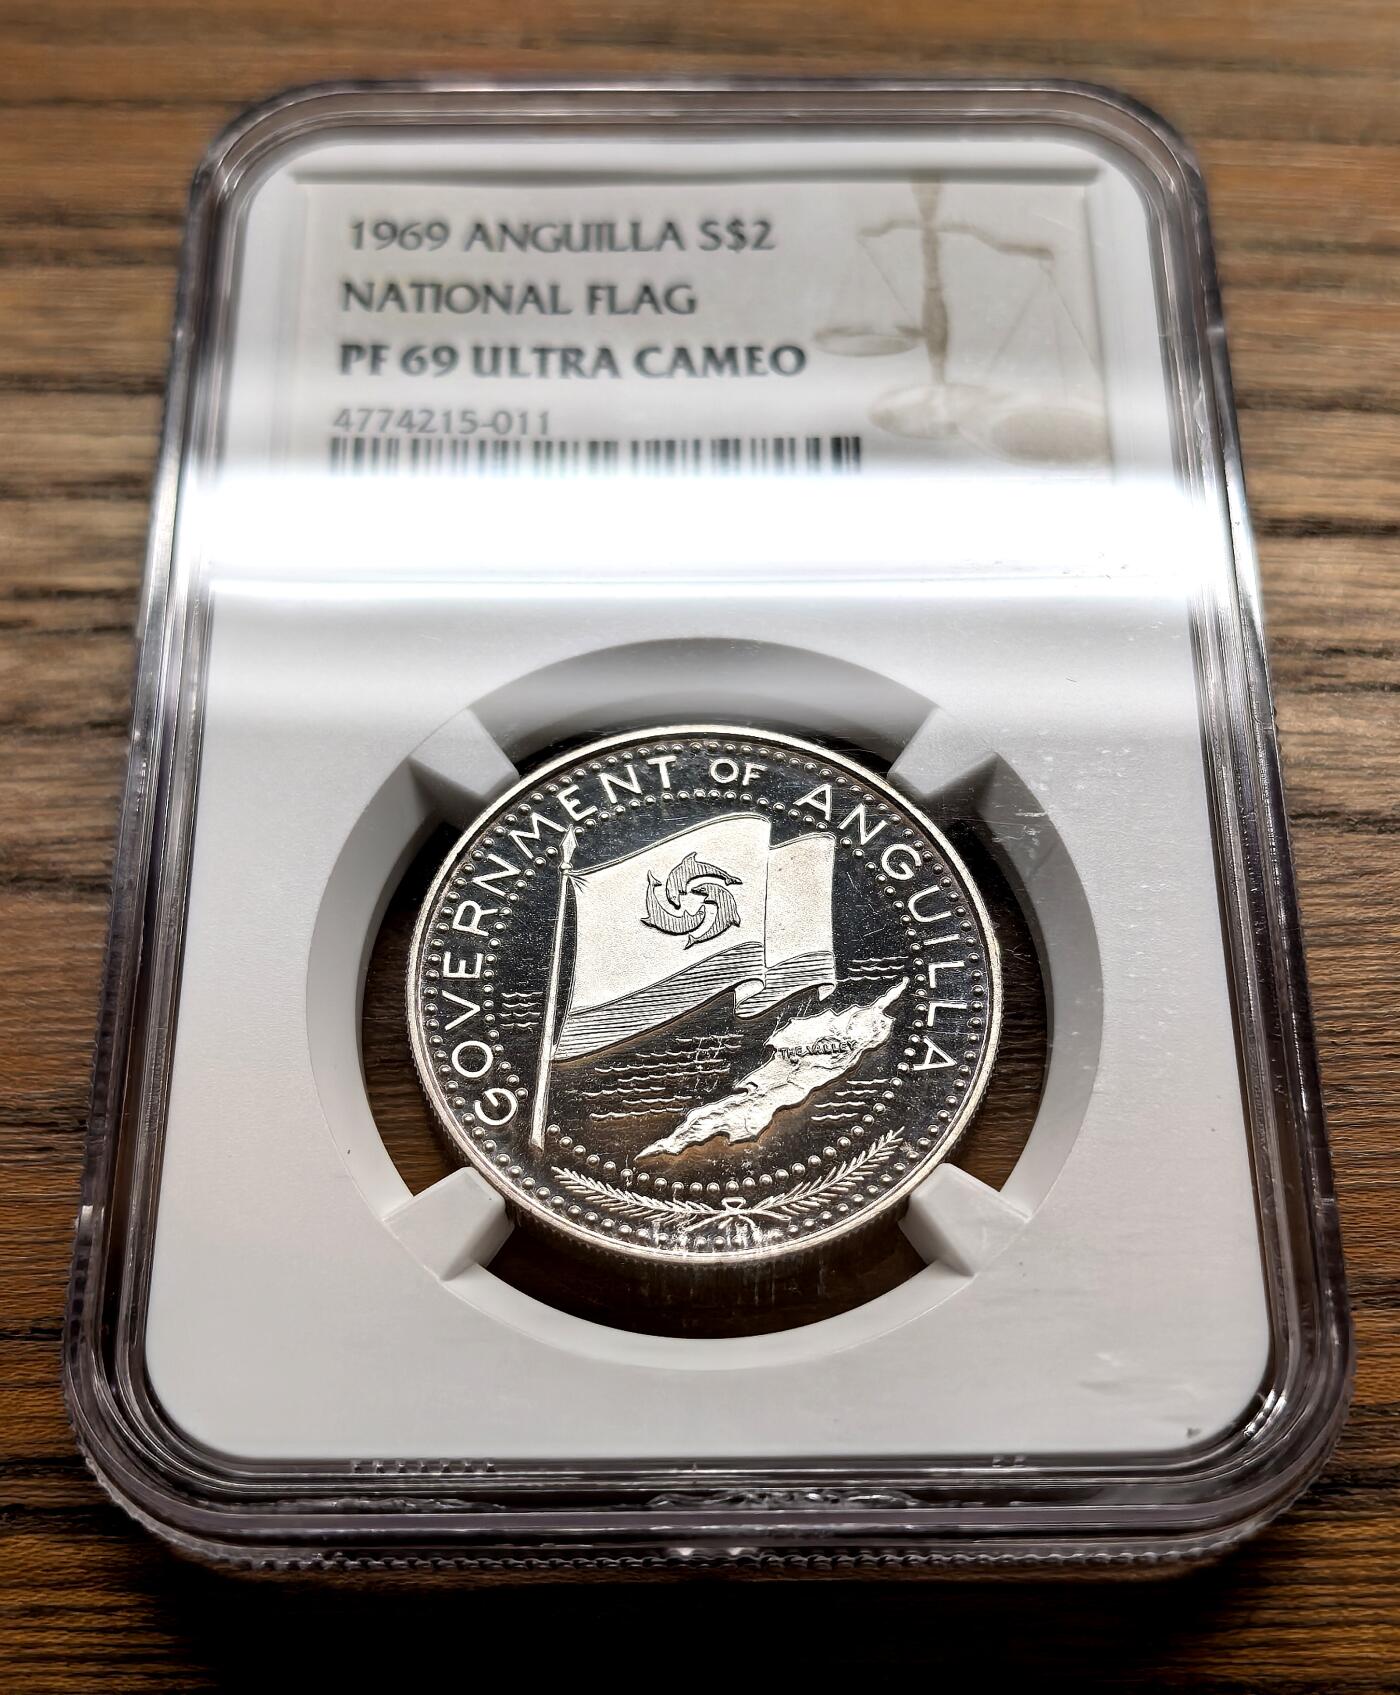 1969 ANGUILLA S$2
NATIONAL FLAG
PF 69 ULTRA CAMEO
4774215-011
GOVERNMENT OF ANGUILLA
THE VALLEY